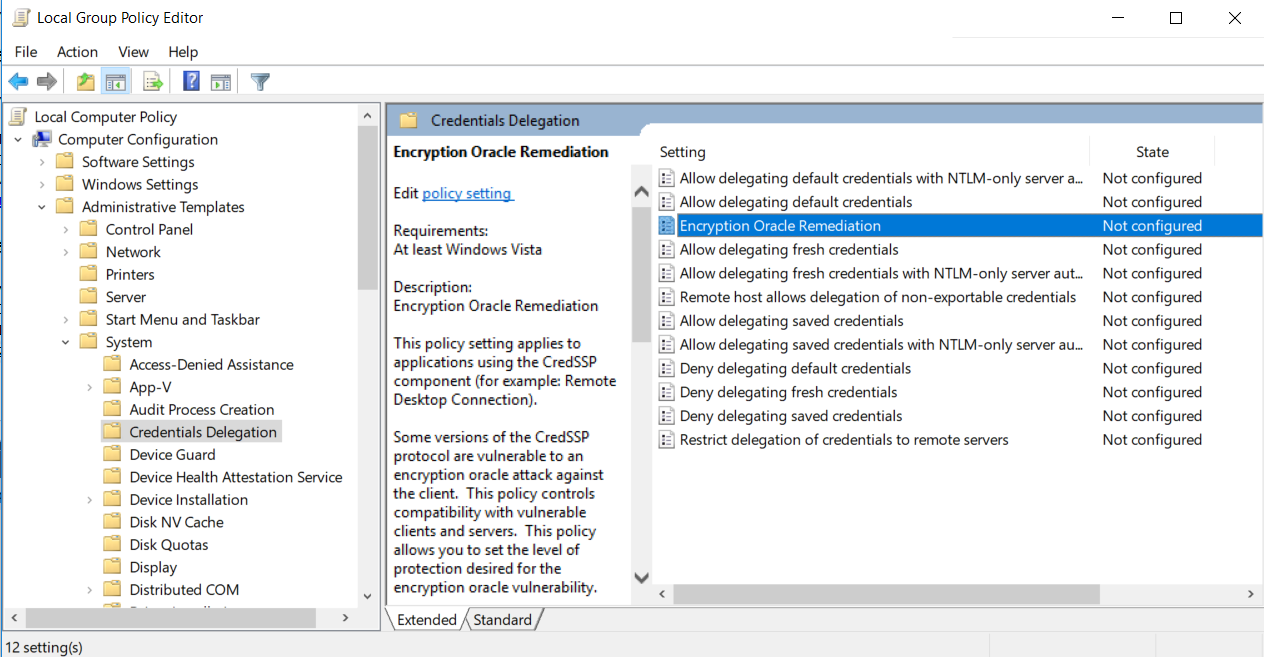 Local Group Policy Editor
File Action View Help
Local Computer Policy
Computer Configuration
Software Settings
Windows Settings
Administrative Templates
Control Panel
Network
Printers
Server
Start Menu and Taskbar
System
Access-Denied Assistance
App-V
Audit Process Creation
Credentials Delegation
Device Guard
Device Health Attestation Service
Device Installation
Disk NV Cache
Disk Quotas
Display
Distributed COM
Credentials Delegation
Encryption Oracle Remediation
Edit policy setting
Requirements:
At least Windows Vista
Description:
Encryption Oracle Remediation
This policy setting applies to
applications using the CredSSP
component (for example: Remote
Desktop Connection).
Some versions of the CredSSP
protocol are vulnerable to an
encryption oracle attack against
the client. This policy controls
compatibility with vulnerable
clients and servers. This policy
allows you to set the level of
protection desired for the
encryption oracle vulnerability.
Setting State
Allow delegating default credentials with NTLM-only server a... Not configured
Allow delegating default credentials Not configured
Encryption Oracle Remediation Not configured
Allow delegating fresh credentials Not configured
Allow delegating fresh credentials with NTLM-only server aut... Not configured
Remote host allows delegation of non-exportable credentials Not configured
Allow delegating saved credentials Not configured
Allow delegating saved credentials with NTLM-only server au... Not configured
Deny delegating default credentials Not configured
Deny delegating fresh credentials Not configured
Deny delegating saved credentials Not configured
Restrict delegation of credentials to remote servers Not configured
Extended Standard
12 setting(s)